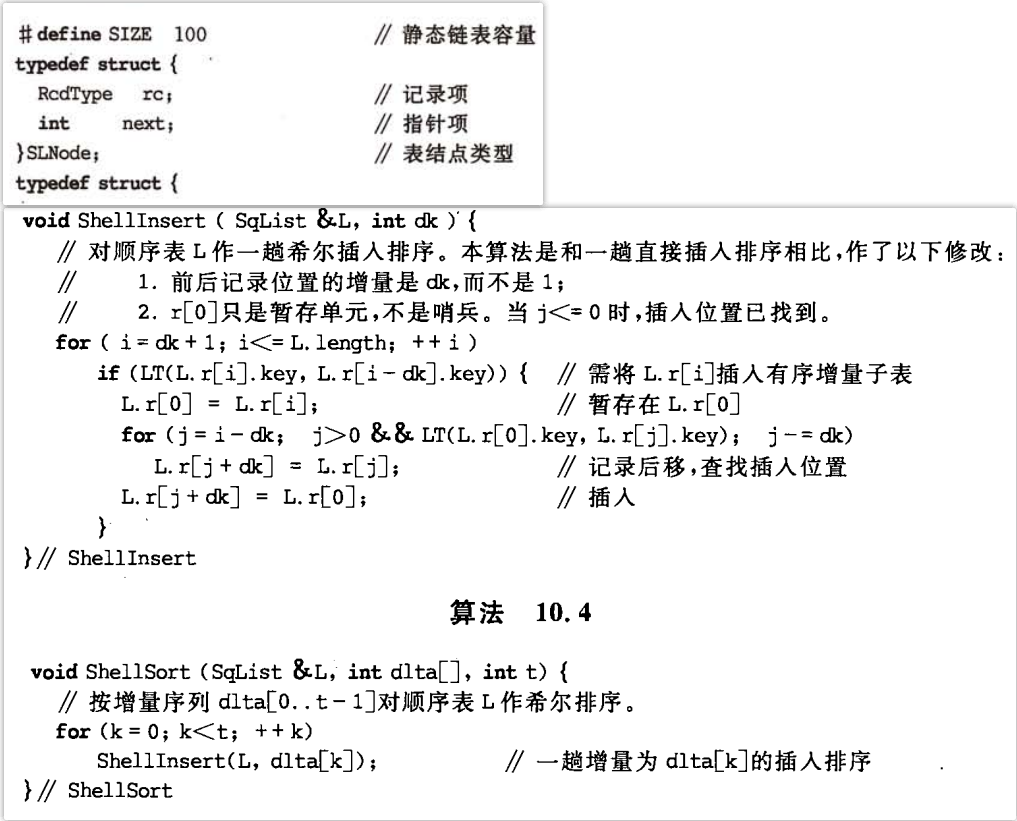 #define SIZE 100 // 静态链表容量
typedef struct {
RcdType rc; // 记录项
int next; // 指针项
}SLNode; // 表结点类型
typedef struct {
void ShellInsert ( SqList &L, int dk ) {
// 对顺序表 L 作一趟希尔插入排序。本算法是和一趟直接插入排序相比,作了以下修改:
// 1. 前后记录位置的增量是 dk,而不是 1;
// 2. r[0]只是暂存单元,不是哨兵。当 j<=0 时,插入位置已找到。
for ( i=dk+1; i<=L.length; ++i )
if (LT(L.r[i].key, L.r[i-dk].key)) { // 需将 L.r[i]插入有序增量子表
L.r[0] = L.r[i]; // 暂存在 L.r[0]
for (j=i-dk; j>0 && LT(L.r[0].key, L.r[j].key); j-=dk)
L.r[j+dk] = L.r[j]; // 记录后移,查找插入位置
L.r[j+dk] = L.r[0]; // 插入
}
}// ShellInsert
算法 10.4
void ShellSort (SqList &L, int dlta[], int t) {
// 按增量序列 dlta[0..t-1]对顺序表 L 作希尔排序。
for (k=0; k<t; ++k)
ShellInsert(L, dlta[k]); // 一趟增量为 dlta[k]的插入排序
}// ShellSort